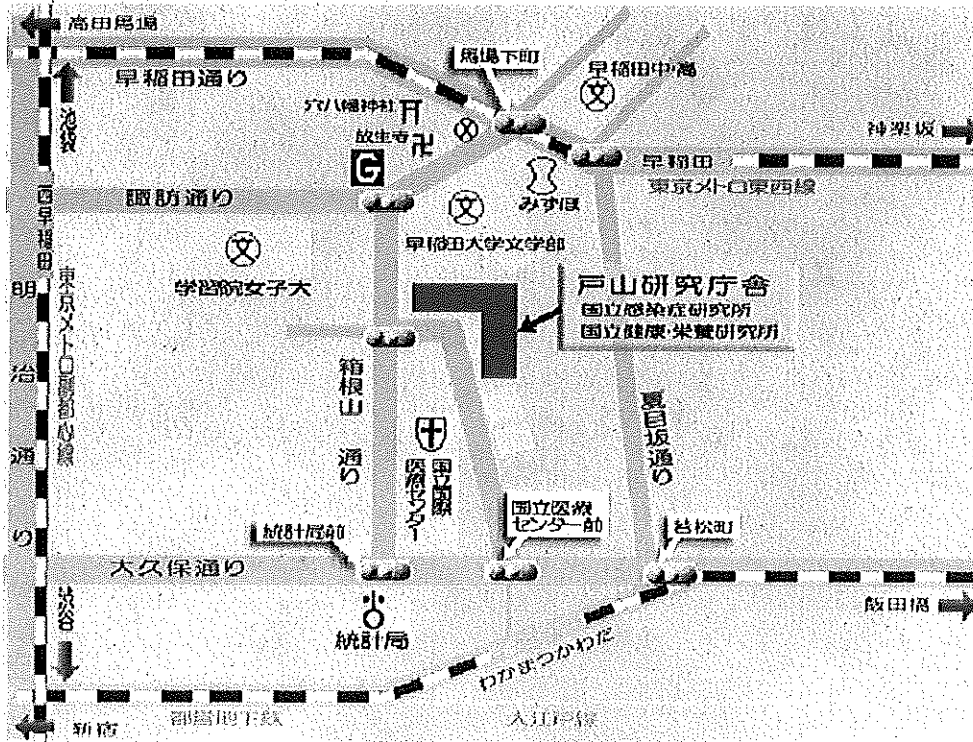 高田馬場
早稲田通り
馬場下町
早稲田中・高
穴八幡神社
放生寺
池袋
神楽坂
早稲田
東京メトロ東西線
みずほ
諏訪通り
西早稲田
早稲田大学文学部
学習院女子大
戸山研究庁舎
国立感染症研究所
国立健康・栄養研究所
明治通り
東京メトロ副都心線
箱根山通り
夏目坂通り
国立国際
医療センター
国立医療
センター前
統計局前
若松町
大久保通り
渋谷
統計局
飯田橋
わかまつかわだ
新宿
都営地下鉄
G
文
文
文